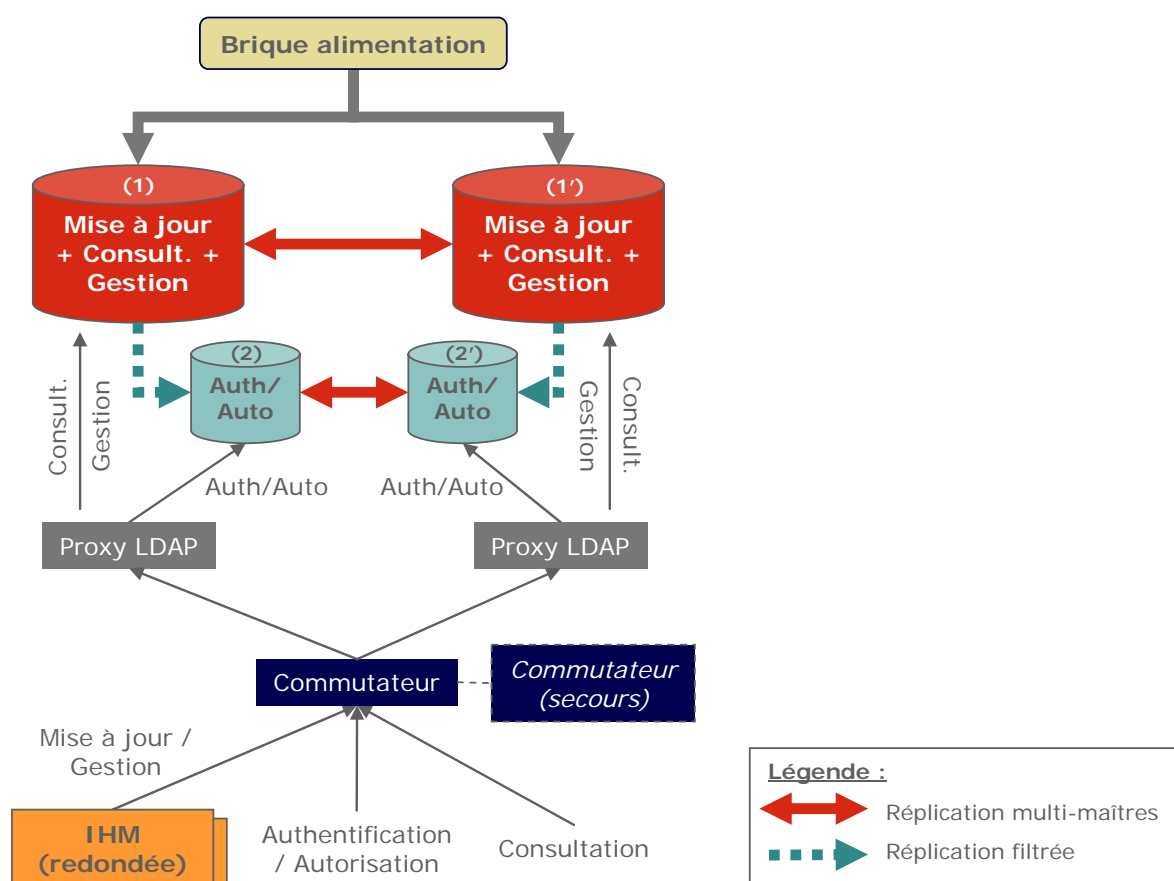 Brique alimentation
(1)
Mise à jour
+ Consult. +
Gestion
(1')
Mise à jour
+ Consult. +
Gestion
(2)
Auth/
Auto
(2')
Auth/
Auto
Consult.
Gestion
Gestion
Consult.
Auth/Auto
Auth/Auto
Proxy LDAP
Proxy LDAP
Commutateur
Commutateur
(secours)
Mise à jour /
Gestion
IHM
(redondée)
Authentification
/ Autorisation
Consultation
Légende :
Réplication multi-maîtres
Réplication filtrée